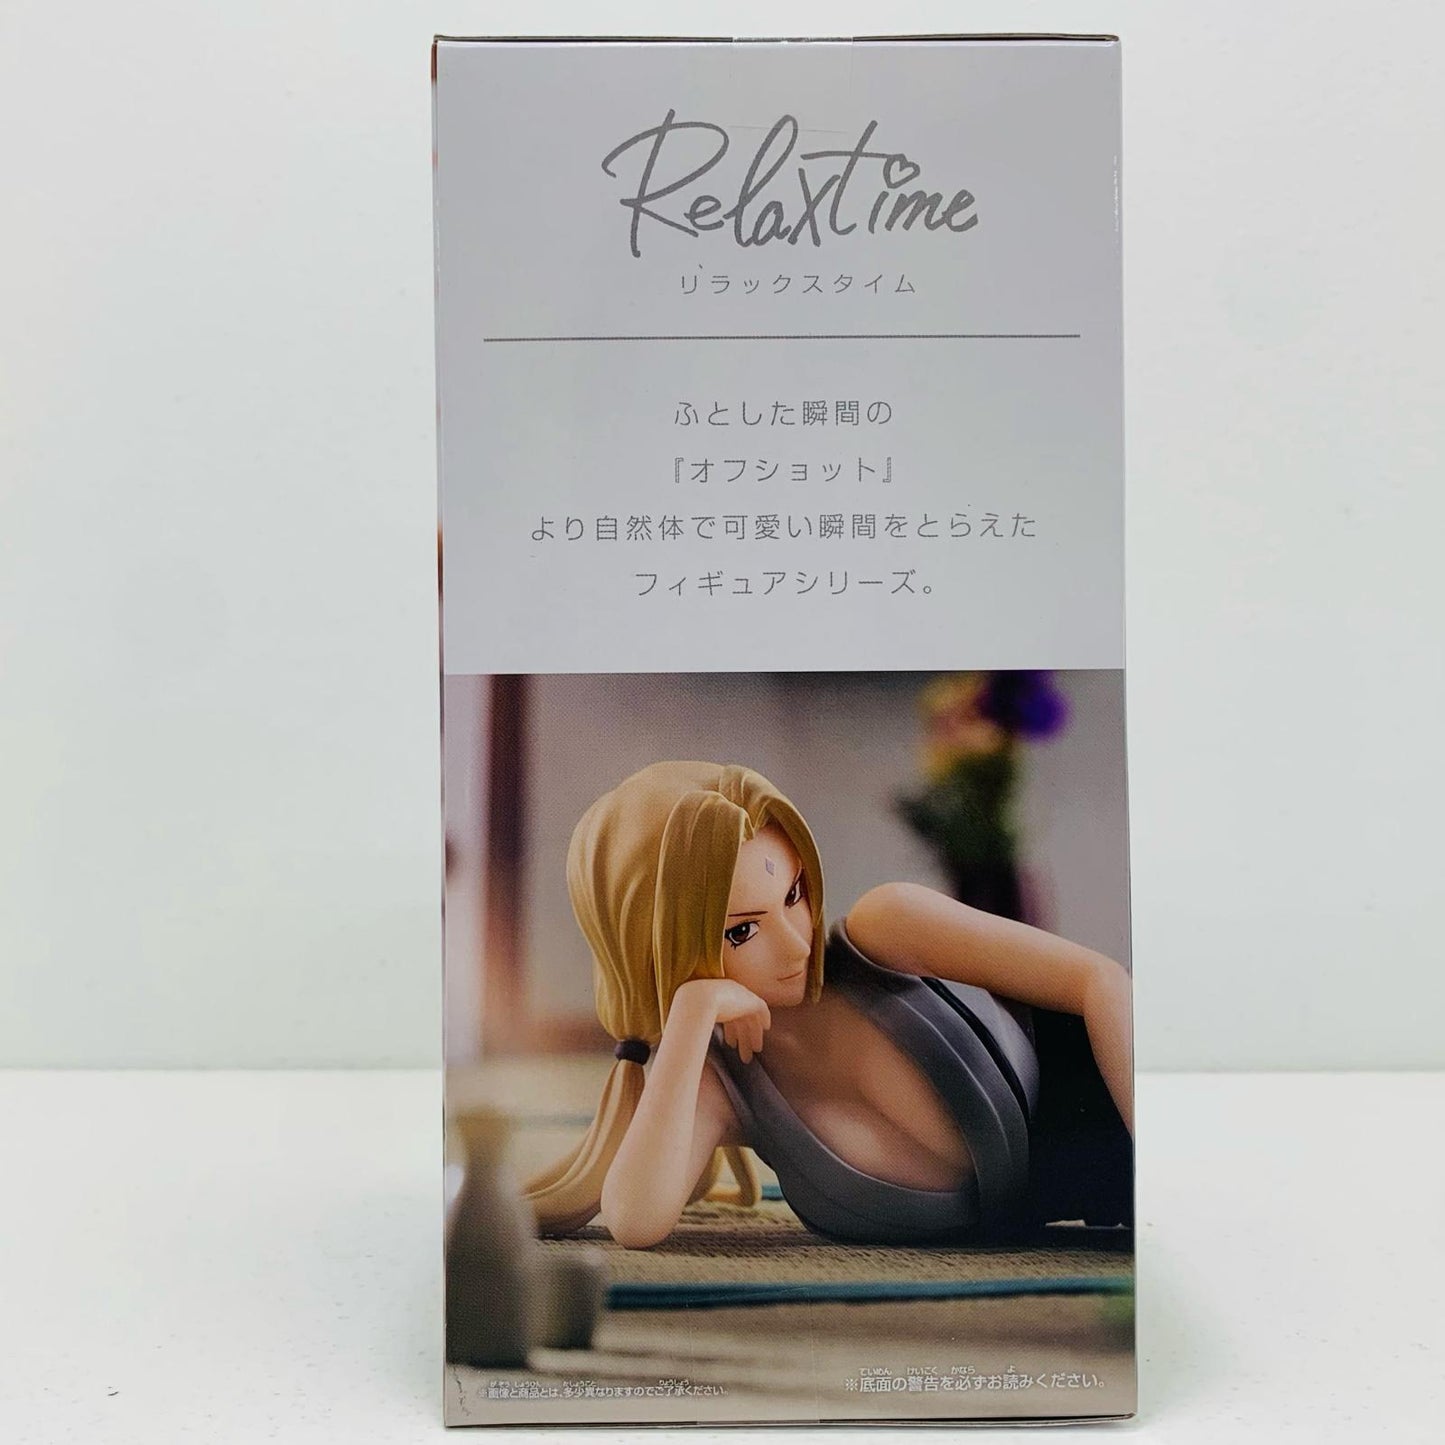 Relaxtime
リラックスタイム
ふとした瞬間の
『オフショット』
より自然体で可愛い瞬間をとらえた
フィギュアシリーズ。
※画像と商品とは、多少異なりますのでご了承ください。
※底面の警告を必ずお読みください。